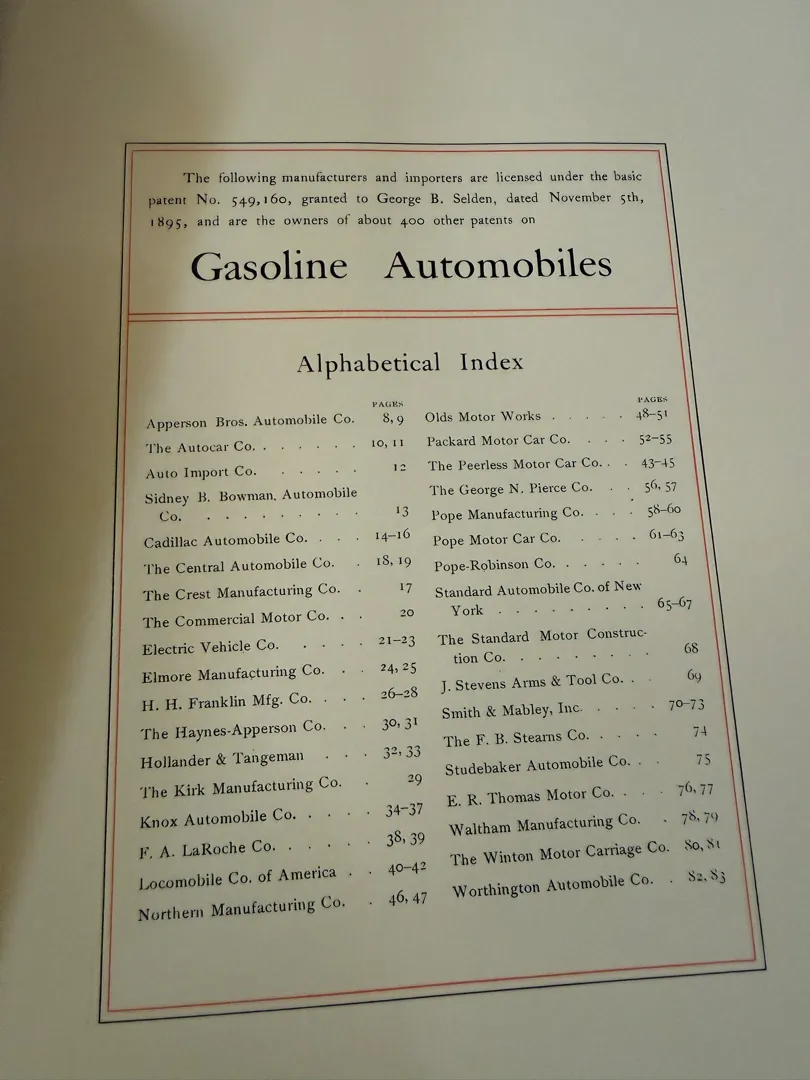 The following manufacturers and importers are licensed under the basic
patent No. 549,160, granted to George B. Selden, dated November 5th,
1895, and are the owners of about 400 other patents on
Gasoline Automobiles
Alphabetical Index
PAGES
Apperson Bros. Automobile Co. 8, 9
The Autocar Co. . . . . . . 10, 11
Auto Import Co. . . . . . 12
Sidney B. Bowman, Automobile
Co. . . . . . . . . . 13
Cadillac Automobile Co. . . . 14–16
The Central Automobile Co. . 18, 19
The Crest Manufacturing Co. . 17
The Commercial Motor Co. . . 20
Electric Vehicle Co. . . . . 21–23
Elmore Manufacturing Co. . . 24, 25
H. H. Franklin Mfg. Co. . . . 26–28
The Haynes-Apperson Co. . . 30, 31
Hollander & Tangeman . . . 32, 33
The Kirk Manufacturing Co. . 29
Knox Automobile Co. . . . . 34–37
F. A. LaRoche Co. . . . . . 38, 39
Locomobile Co. of America . . 40–42
Northern Manufacturing Co. . 46, 47
PAGES
Olds Motor Works . . . . . 48–51
Packard Motor Car Co. . . . 52–55
The Peerless Motor Car Co. . . 43–45
The George N. Pierce Co. . . 56, 57
Pope Manufacturing Co. . . . 58–60
Pope Motor Car Co. . . . . 61–63
Pope-Robinson Co. . . . . . 64
Standard Automobile Co. of New
York . . . . . . . . . 65–67
The Standard Motor Construc-
tion Co. . . . . . . . . 68
J. Stevens Arms & Tool Co. . . 69
Smith & Mabley, Inc. . . . . 70–73
The F. B. Stearns Co. . . . . 74
Studebaker Automobile Co. . . 75
E. R. Thomas Motor Co. . . . 76, 77
Waltham Manufacturing Co. . 78, 79
The Winton Motor Carriage Co. 80, 81
Worthington Automobile Co. . 82, 83